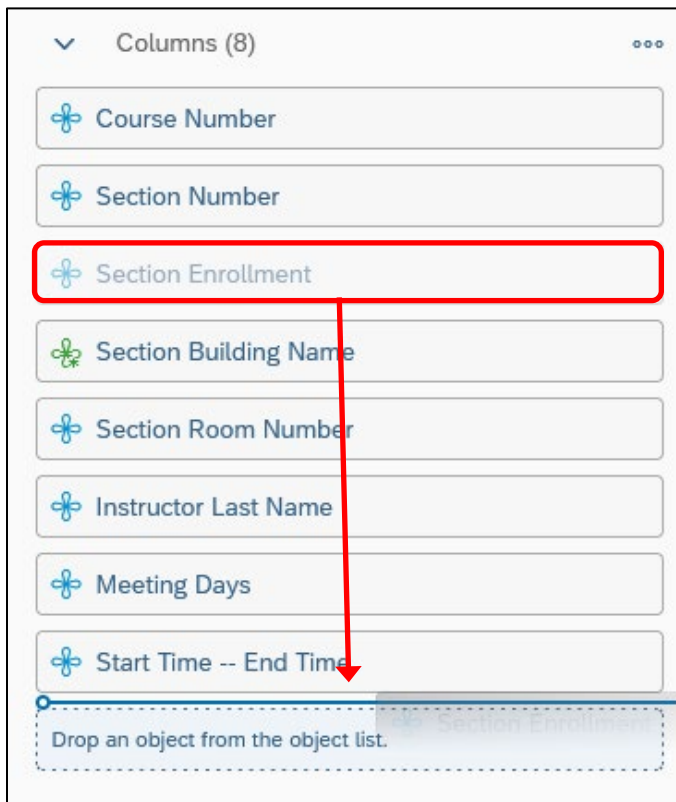 Columns (8)
Course Number
Section Number
Section Enrollment
Section Building Name
Section Room Number
Instructor Last Name
Meeting Days
Start Time -- End Time
Section Enrollment
Drop an object from the object list.